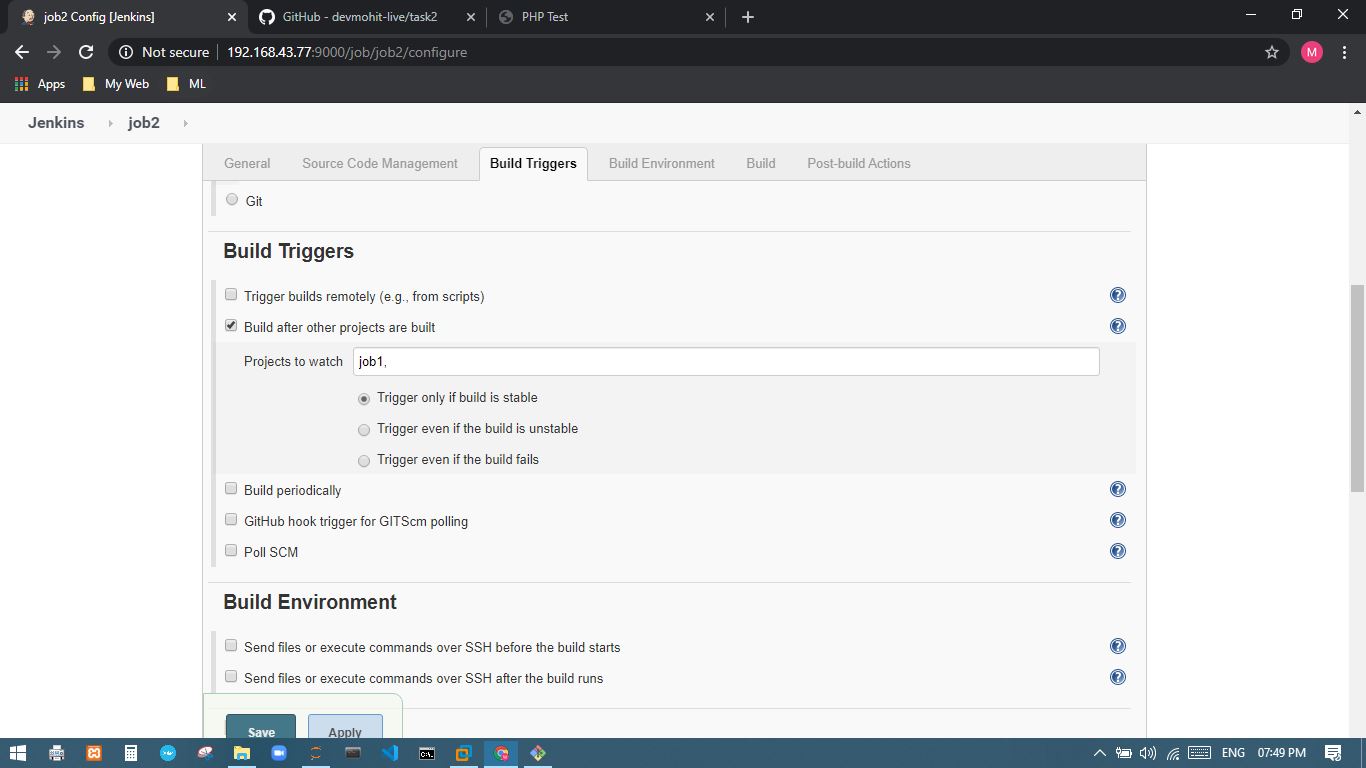 job2 Config [Jenkins]
GitHub - devmohit-live/task2
PHP Test
Not secure
192.168.43.77:9000/job/job2/configure
M
Apps
My Web
ML
Jenkins
job2
General
Source Code Management
Build Triggers
Build Environment
Build
Post-build Actions
Git
Build Triggers
Trigger builds remotely (e.g., from scripts)
Build after other projects are built
Projects to watch
job1,
Trigger only if build is stable
Trigger even if the build is unstable
Trigger even if the build fails
Build periodically
GitHub hook trigger for GITScm polling
Poll SCM
Build Environment
Send files or execute commands over SSH before the build starts
Send files or execute commands over SSH after the build runs
Save
Apply
ENG
07:49 PM